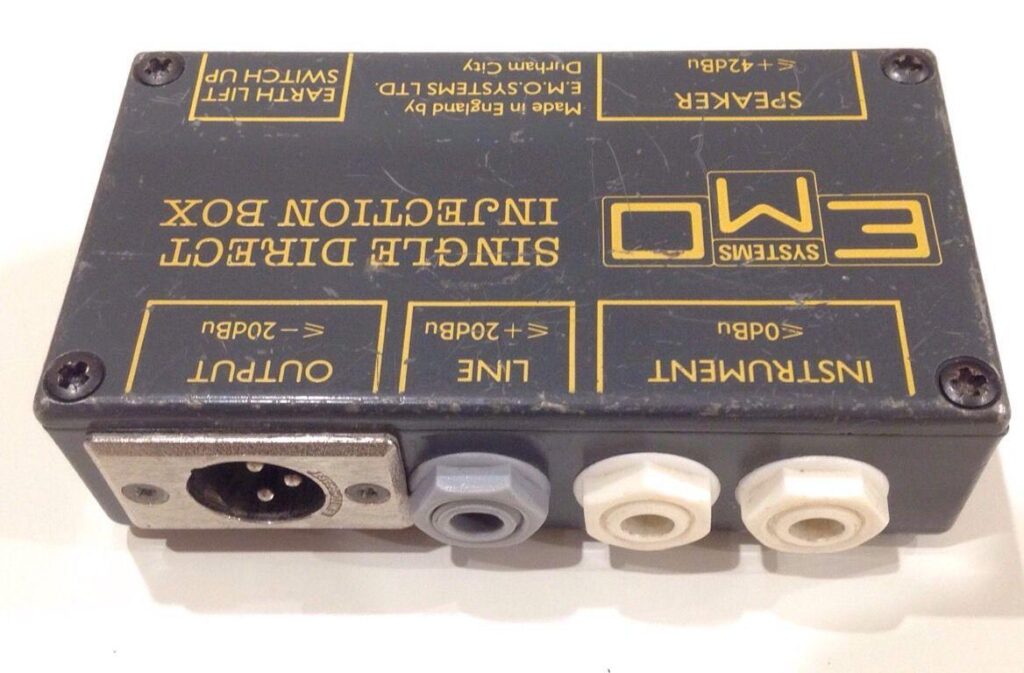 INSTRUMENT
≤0dBu
LINE
≤+20dBu
OUTPUT
≤−20dBu
EMO
SYSTEMS
SINGLE DIRECT
INJECTION BOX
SPEAKER
≤+42dBu
Made in England by
E.M.O.SYSTEMS LTD.
Durham City
EARTH LIFT
SWITCH UP